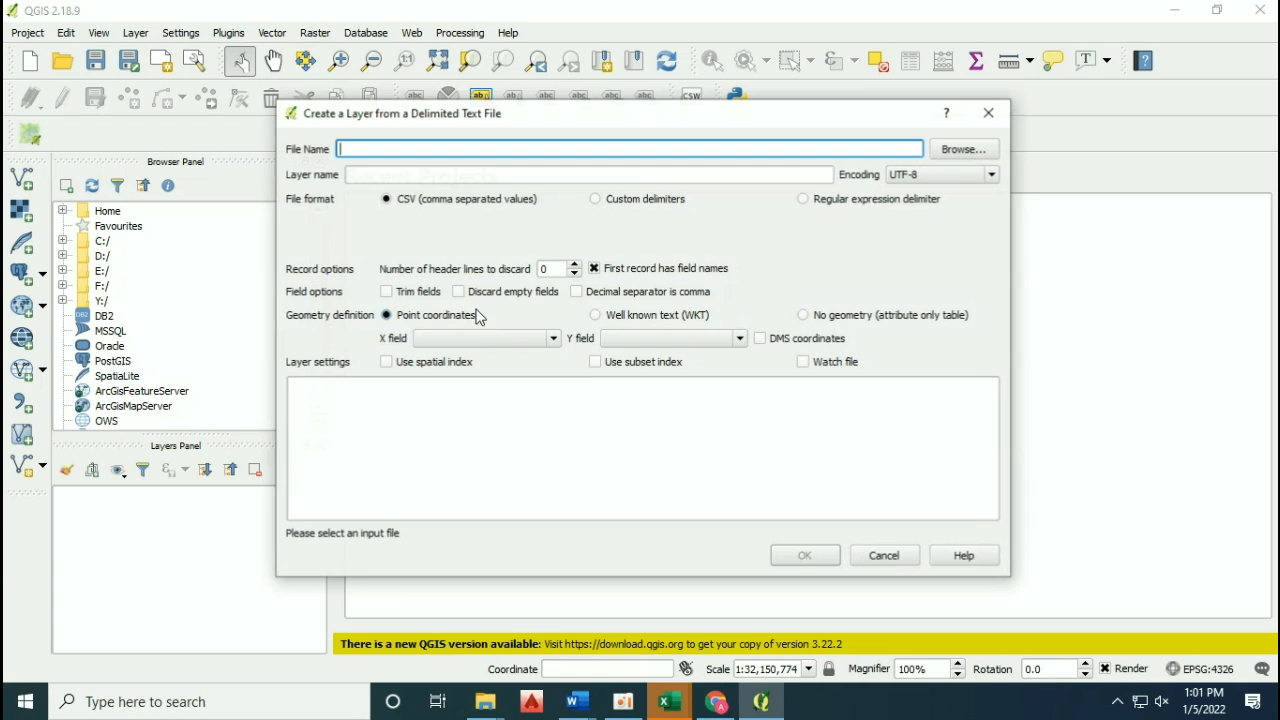 QGIS 2.18.9
Project Edit View Layer Settings Plugins Vector Raster Database Web Processing Help
Create a Layer from a Delimited Text File
Browser Panel
File Name Browse...
Layer name Encoding UTF-8
File format CSV (comma separated values) Custom delimiters Regular expression delimiter
Record options Number of header lines to discard 0 First record has field names
Field options Trim fields Discard empty fields Decimal separator is comma
Geometry definition Point coordinates Well known text (WKT) No geometry (attribute only table)
X field Y field DMS coordinates
Layer settings Use spatial index Use subset index Watch file
Please select an input file
OK Cancel Help
Home
Favourites
C:/
D:/
E:/
F:/
Y:/
DB2 DB2
MSSQL
Oracle
PostGIS
SpatiaLite
ArcGisFeatureServer
ArcGisMapServer
OWS
Layers Panel
There is a new QGIS version available: Visit https://download.qgis.org to get your copy of version 3.22.2
Coordinate Scale 1:32,150,774 Magnifier 100% Rotation 0.0 Render EPSG:4326
Type here to search
1:01 PM
1/5/2022